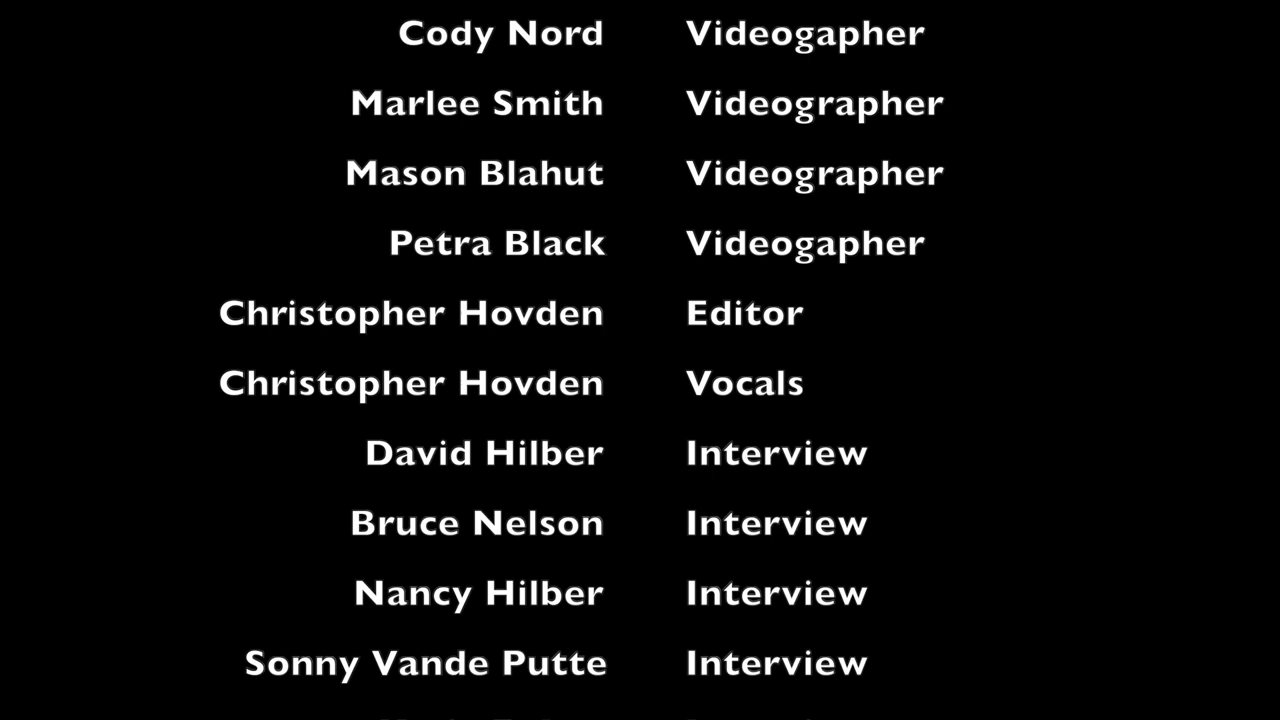 Cody Nord Videogapher
Marlee Smith Videographer
Mason Blahut Videographer
Petra Black Videogapher
Christopher Hovden Editor
Christopher Hovden Vocals
David Hilber Interview
Bruce Nelson Interview
Nancy Hilber Interview
Sonny Vande Putte Interview